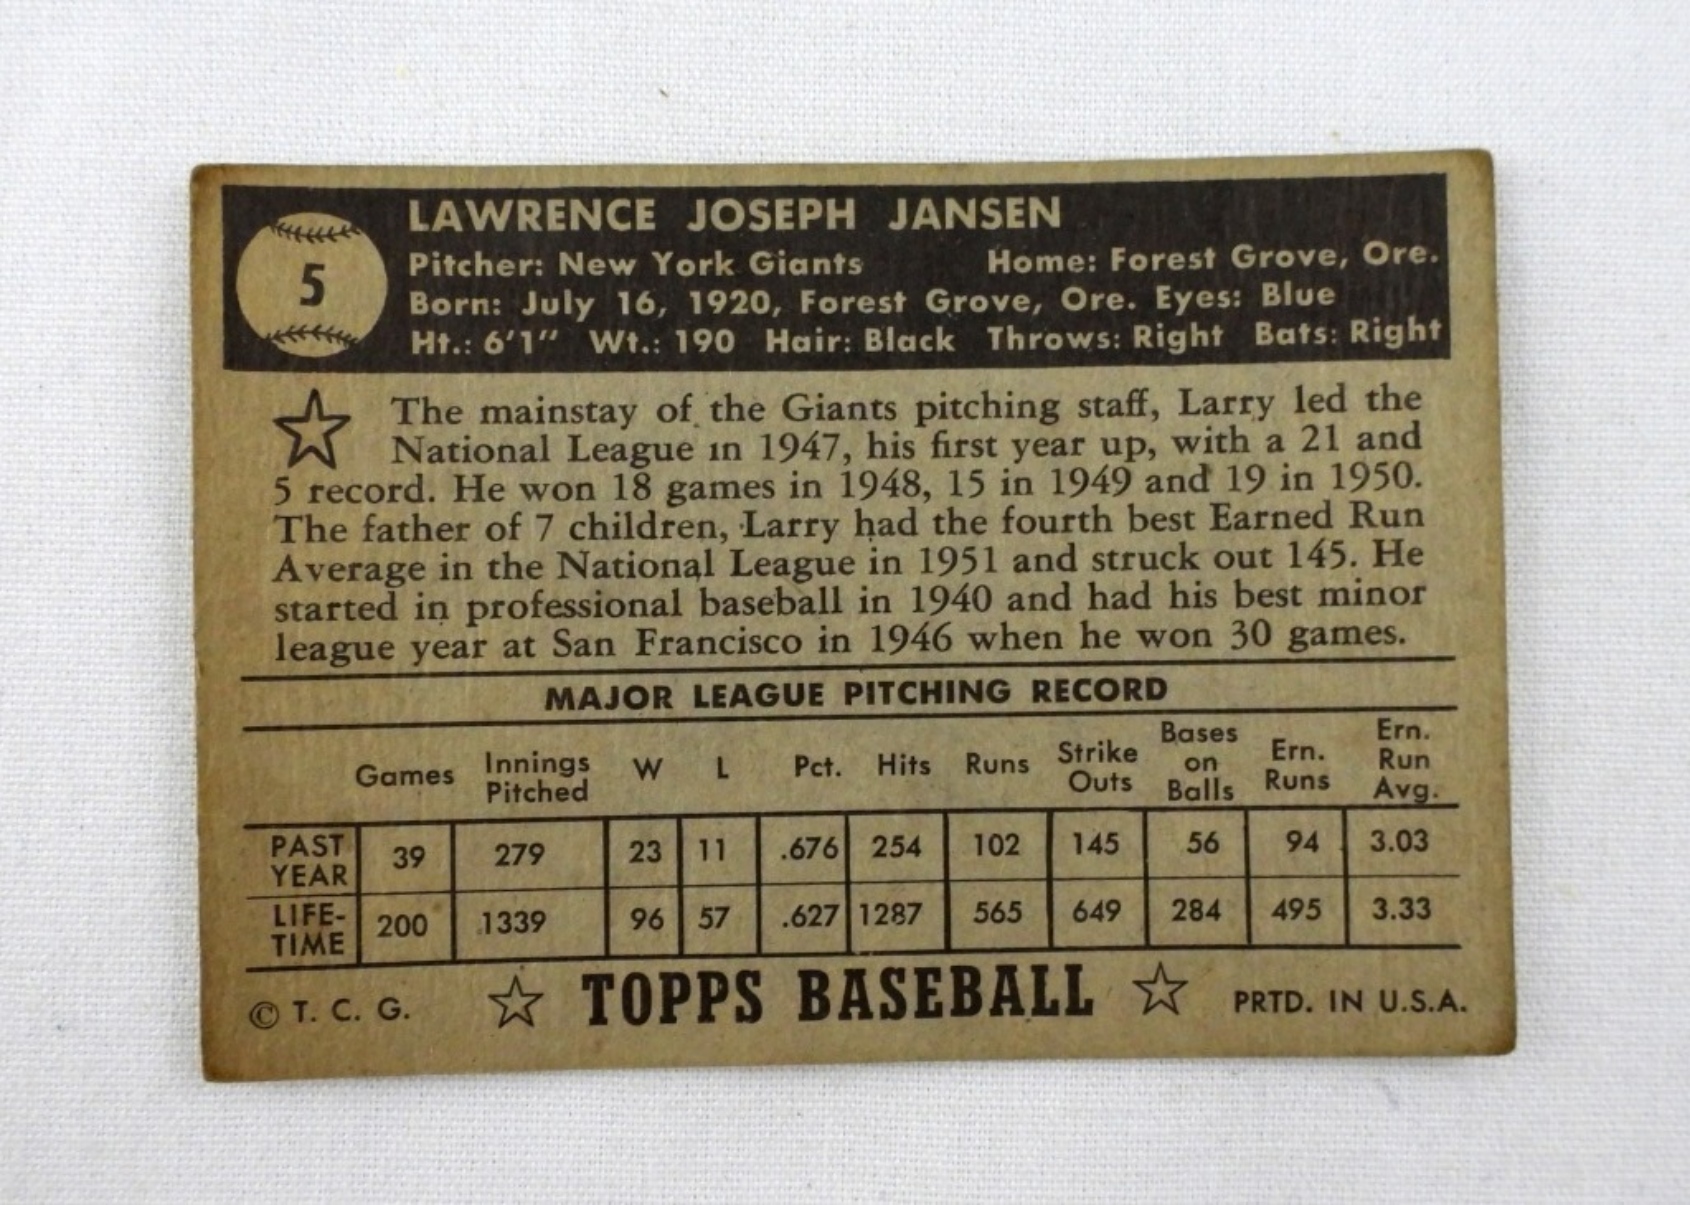 5
LAWRENCE JOSEPH JANSEN
Pitcher: New York Giants Home: Forest Grove, Ore.
Born: July 16, 1920, Forest Grove, Ore. Eyes: Blue
Ht.: 6'1" Wt.: 190 Hair: Black Throws: Right Bats: Right
The mainstay of the Giants pitching staff, Larry led the
National League in 1947, his first year up, with a 21 and
5 record. He won 18 games in 1948, 15 in 1949 and 19 in 1950.
The father of 7 children, Larry had the fourth best Earned Run
Average in the National League in 1951 and struck out 145. He
started in professional baseball in 1940 and had his best minor
league year at San Francisco in 1946 when he won 30 games.
MAJOR LEAGUE PITCHING RECORD
Games Innings Pitched W L Pct. Hits Runs Strike Outs Bases on Balls Ern. Runs Ern. Run Avg.
PAST YEAR 39 279 23 11 .676 254 102 145 56 94 3.03
LIFE-TIME 200 1339 96 57 .627 1287 565 649 284 495 3.33
© T. C. G. TOPPS BASEBALL PRTD. IN U.S.A.